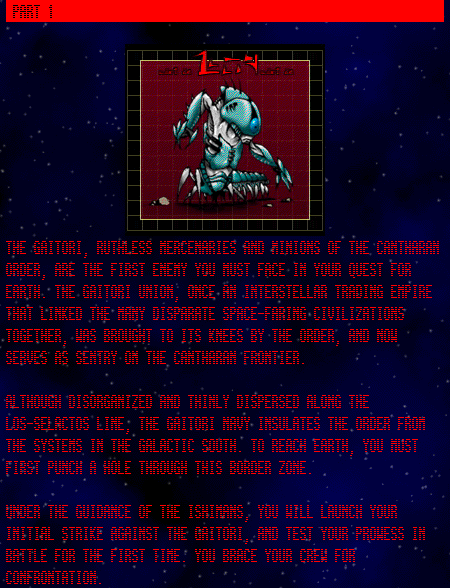 PART 1
THE GAITORI, RUTHLESS MERCENARIES AND MINIONS OF THE CANTHARAN
ORDER, ARE THE FIRST ENEMY YOU MUST FACE IN YOUR QUEST FOR
EARTH. THE GAITORI UNION, ONCE AN INTERSTELLAR TRADING EMPIRE
THAT LINKED THE MANY DISPARATE SPACE-FARING CIVILIZATIONS
TOGETHER, WAS BROUGHT TO ITS KNEES BY THE ORDER, AND NOW
SERVES AS SENTRY ON THE CANTHARAN FRONTIER.
ALTHOUGH DISORGANIZED AND THINLY DISPERSED ALONG THE
LOS-SELACTOS LINE, THE GAITORI NAVY INSULATES THE ORDER FROM
THE SYSTEMS IN THE GALACTIC SOUTH. TO REACH EARTH, YOU MUST
FIRST PUNCH A HOLE THROUGH THIS BORDER ZONE.
UNDER THE GUIDANCE OF THE ISHIMANS, YOU WILL LAUNCH YOUR
INITIAL STRIKE AGAINST THE GAITORI, AND TEST YOUR PROWESS IN
BATTLE FOR THE FIRST TIME. YOU BRACE YOUR CREW FOR
CONFRONTATION.